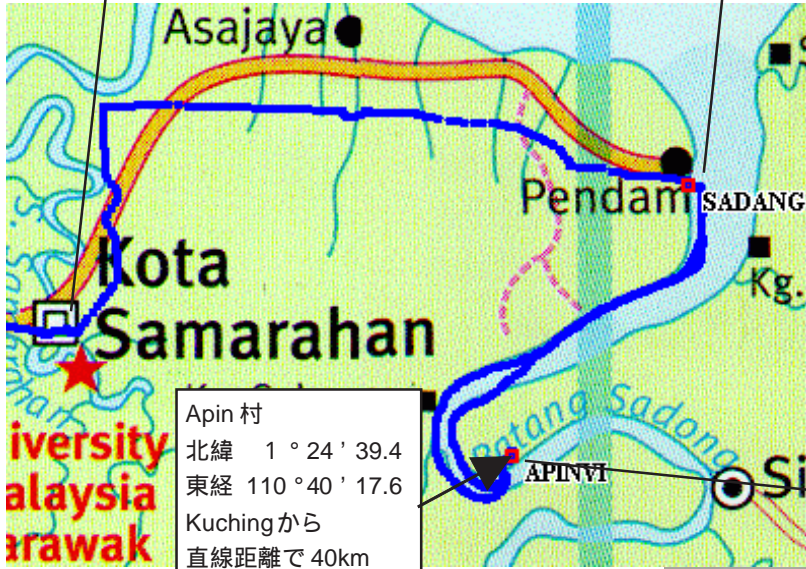 Asajaya
Pendam
SADANG
Kota
Samarahan
Kg.
iversity
alaysia
arawak
Batang Sadong
APINVI
Si
Apin 村
北緯 1 ° 24 ' 39.4
東経 110 ° 40 ' 17.6
Kuchingから
直線距離で 40km